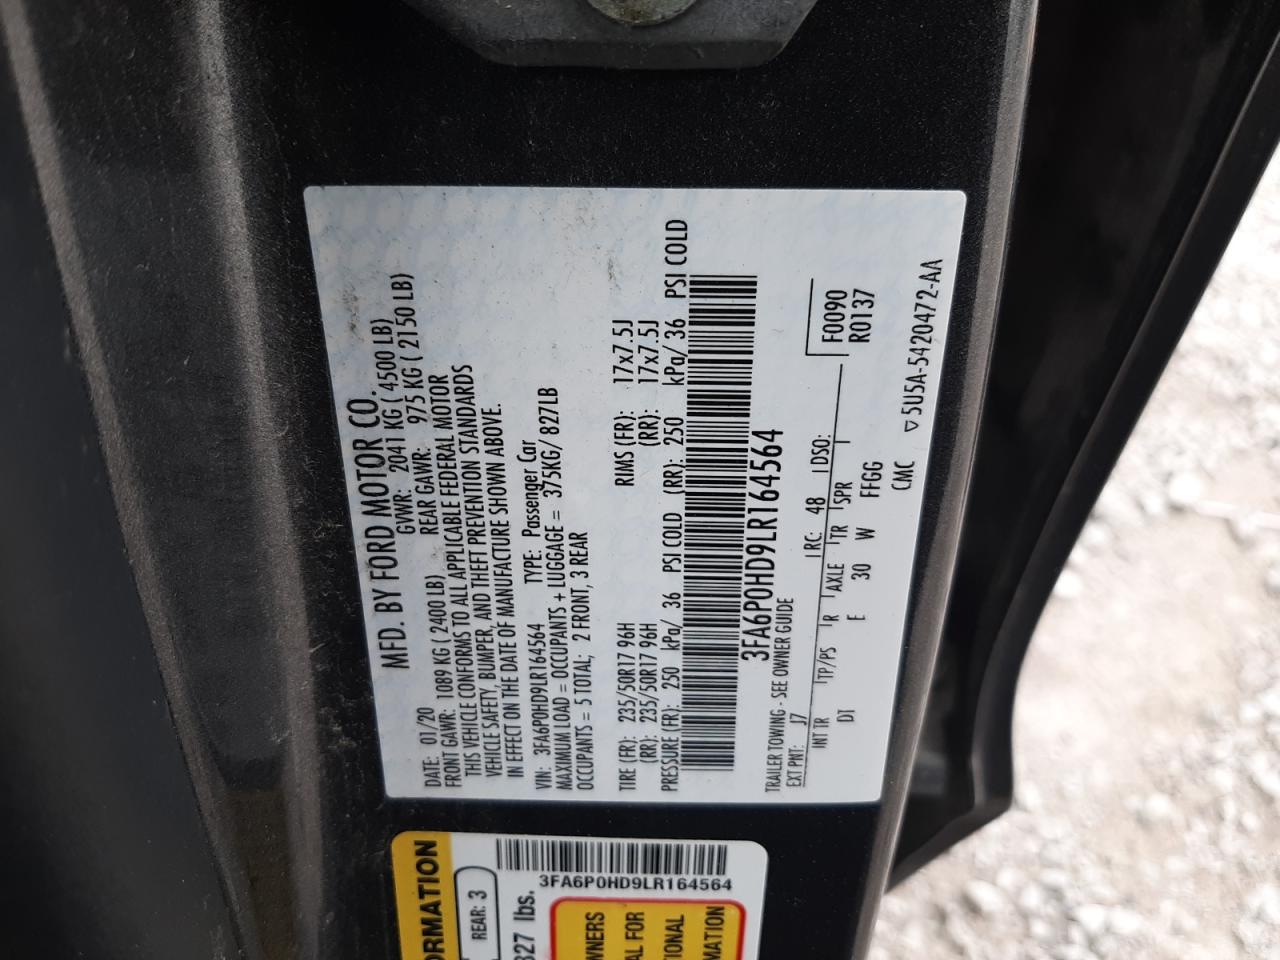 MFD. BY FORD MOTOR CO.
DATE: 01/20 GVWR: 2041 KG ( 4500 LB)
FRONT GAWR: 1089 KG ( 2400 LB) REAR GAWR: 975 KG ( 2150 LB)
THIS VEHICLE CONFORMS TO ALL APPLICABLE FEDERAL MOTOR
VEHICLE SAFETY, BUMPER, AND THEFT PREVENTION STANDARDS
IN EFFECT ON THE DATE OF MANUFACTURE SHOWN ABOVE.
VIN: 3FA6P0HD9LR164564 TYPE: Passenger Car
MAXIMUM LOAD = OCCUPANTS + LUGGAGE = 375KG/ 827LB
OCCUPANTS = 5 TOTAL; 2 FRONT, 3 REAR
TIRE (FR): 235/50R17 96H RIMS (FR): 17x7.5J
(RR): 235/50R17 96H (RR): 17x7.5J
PRESSURE (FR): 250 kPa/ 36 PSI COLD (RR): 250 kPa/ 36 PSI COLD
3FA6P0HD9LR164564
TRAILER TOWING - SEE OWNER GUIDE
EXT PNT: J7 RC: 48 DSO: F0090
R0137
INT TR TP/PS R AXLE TR SPR
DT E 30 W FFGG
CMC
▽5U5A-5420472-AA
ORMATION
REAR: 3
3FA6P0HD9LR164564
827 lbs.
WNERS
AL FOR
TIONAL
MATION